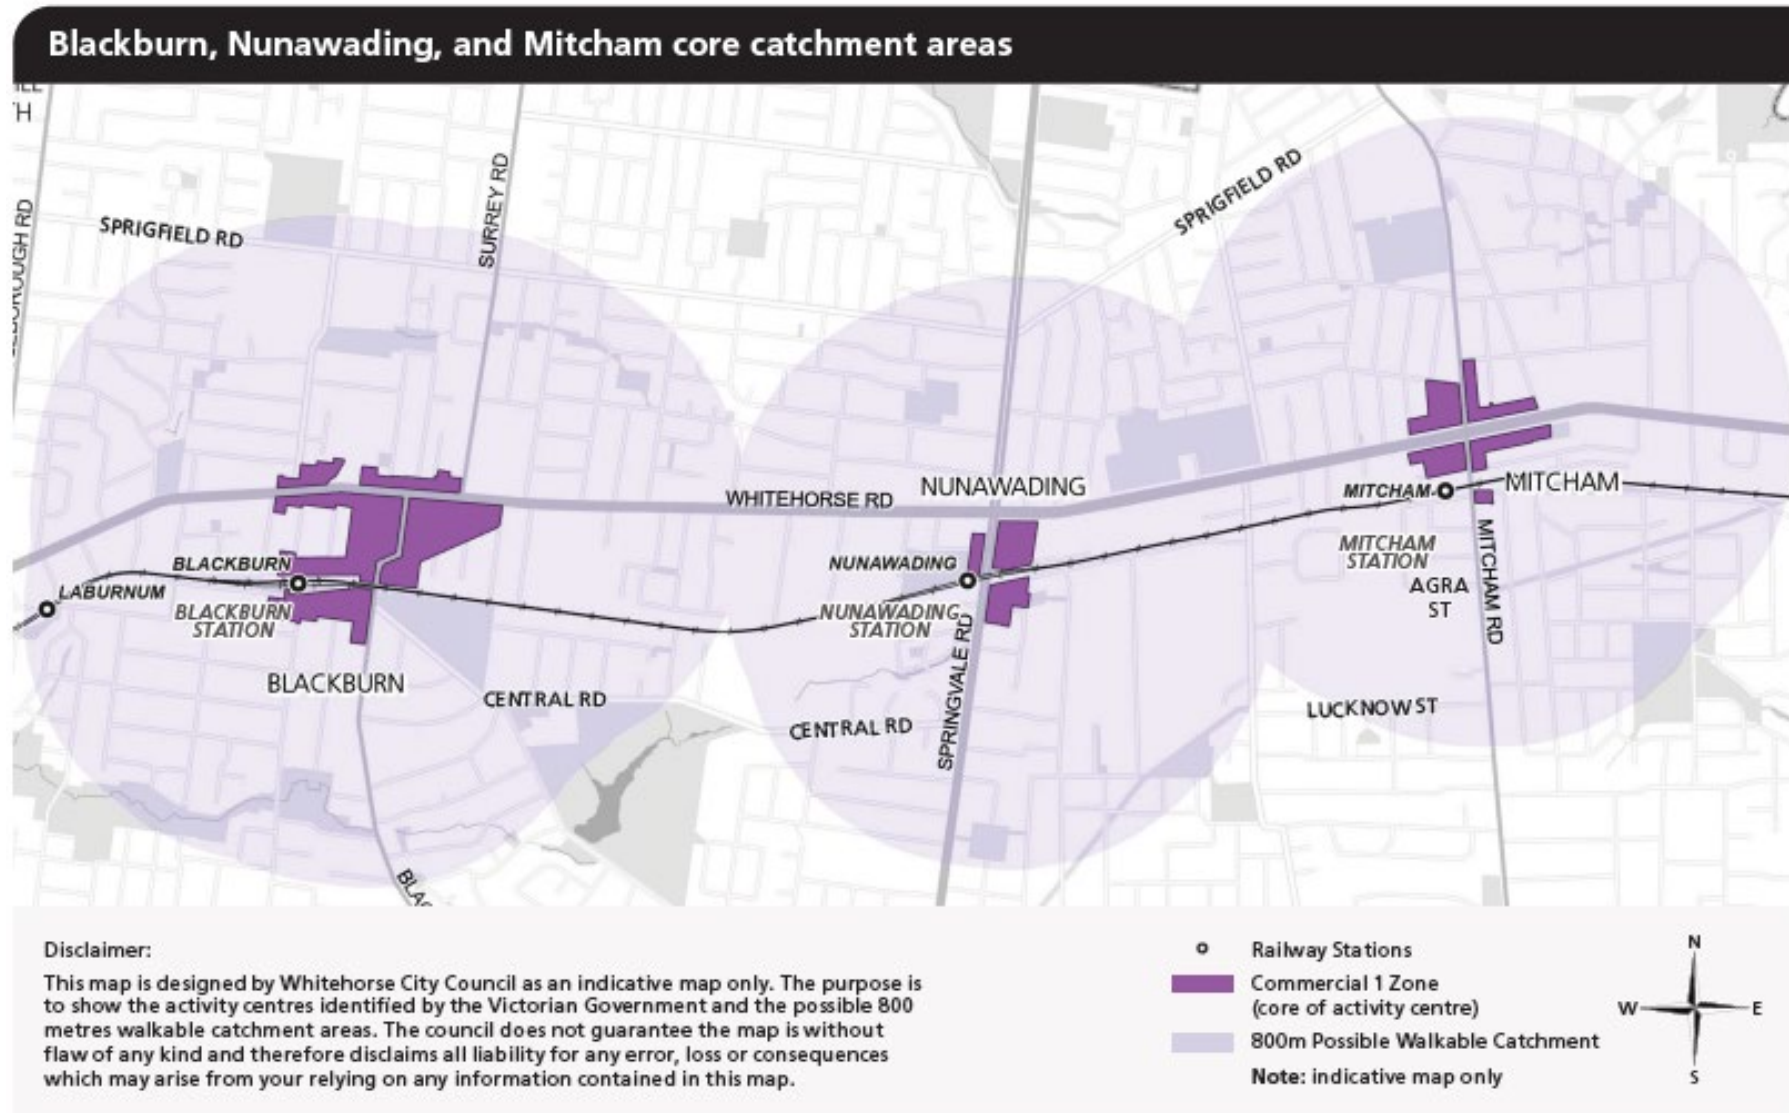 Blackburn, Nunawading, and Mitcham core catchment areas
H
SPRIGFIELD RD
SURREY RD
SPRIGFIELD RD
WHITEHORSE RD
NUNAWADING
MITCHAM
MITCHAM
BLACKBURN
LABURNUM
BLACKBURN
STATION
NUNAWADING
NUNAWADING
STATION
MITCHAM
STATION
AGRA
ST
MITCHAM RD
BLACKBURN
CENTRAL RD
CENTRAL RD
SPRINGVALE RD
LUCKNOW ST
Disclaimer:
This map is designed by Whitehorse City Council as an indicative map only. The purpose is
to show the activity centres identified by the Victorian Government and the possible 800
metres walkable catchment areas. The council does not guarantee the map is without
flaw of any kind and therefore disclaims all liability for any error, loss or consequences
which may arise from your relying on any information contained in this map.
Railway Stations
Commercial 1 Zone
(core of activity centre)
800m Possible Walkable Catchment
Note: indicative map only
N
W
E
S